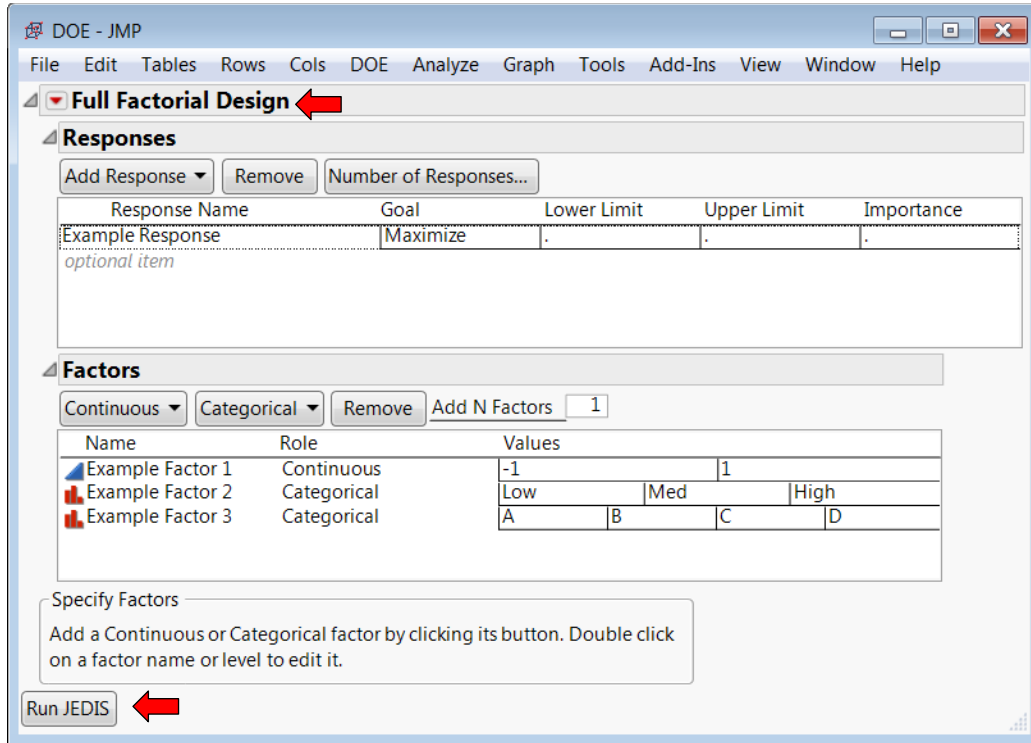 DOE - JMP
File Edit Tables Rows Cols DOE Analyze Graph Tools Add-Ins View Window Help
Full Factorial Design
Responses
Add Response Remove Number of Responses...
Response Name Goal Lower Limit Upper Limit Importance
Example Response Maximize . . .
optional item
Factors
Continuous Categorical Remove Add N Factors 1
Name Role Values
Example Factor 1 Continuous -1 1
Example Factor 2 Categorical Low Med High
Example Factor 3 Categorical A B C D
Specify Factors
Add a Continuous or Categorical factor by clicking its button. Double click
on a factor name or level to edit it.
Run JEDIS